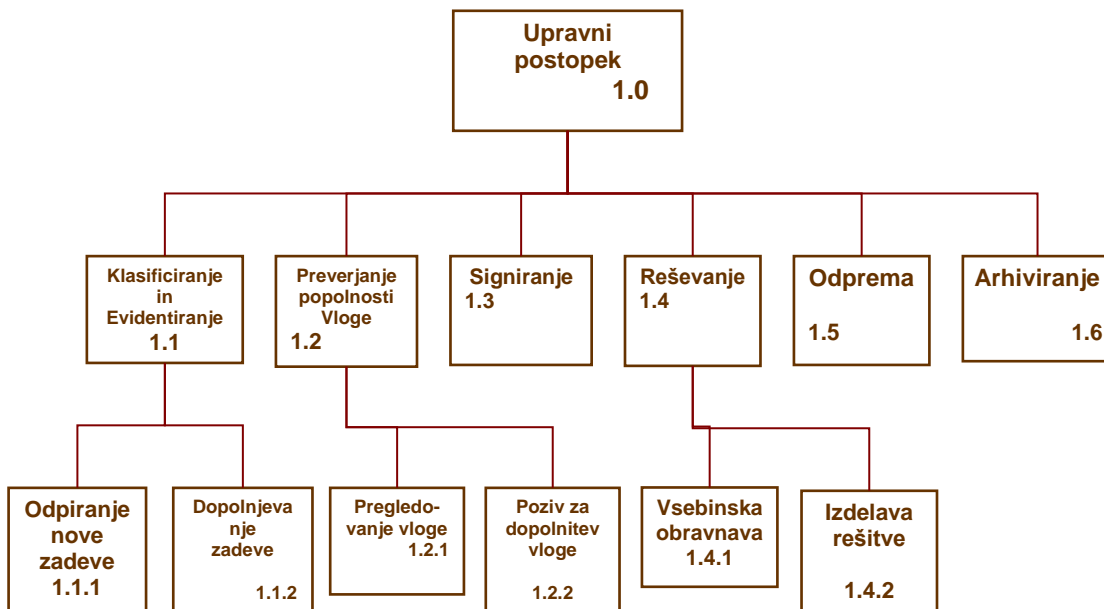 Upravni
postopek
1.0
Klasificiranje
in
Evidentiranje
1.1
Preverjanje
popolnosti
Vloge
1.2
Signiranje
1.3
Reševanje
1.4
Odprema
1.5
Arhiviranje
1.6
Odpiranje
nove
zadeve
1.1.1
Dopolnjeva
nje
zadeve
1.1.2
Pregledo-
vanje vloge
1.2.1
Poziv za
dopolnitev
vloge
1.2.2
Vsebinska
obravnava
1.4.1
Izdelava
rešitve
1.4.2